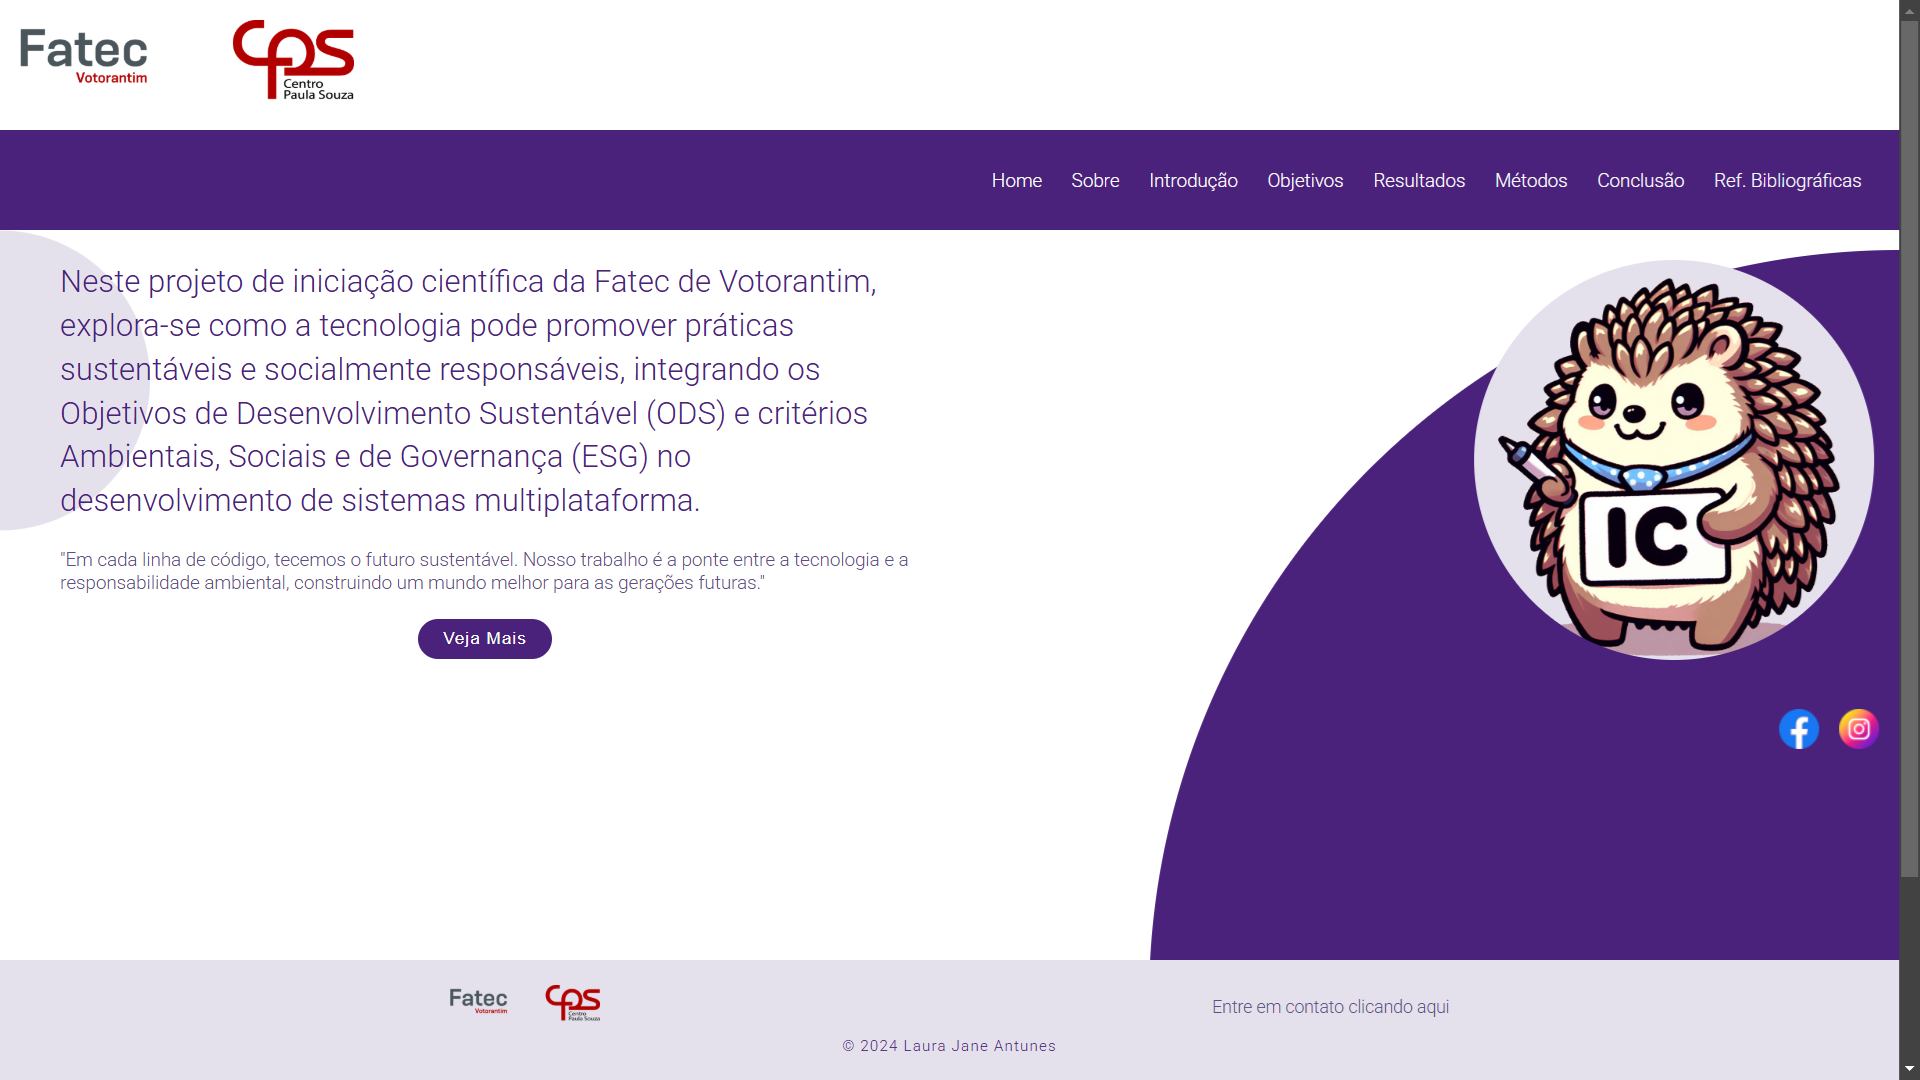 Fatec
Votorantim
cps
Centro
Paula Souza
Home Sobre Introdução Objetivos Resultados Métodos Conclusão Ref. Bibliográficas
Neste projeto de iniciação científica da Fatec de Votorantim,
explora-se como a tecnologia pode promover práticas
sustentáveis e socialmente responsáveis, integrando os
Objetivos de Desenvolvimento Sustentável (ODS) e critérios
Ambientais, Sociais e de Governança (ESG) no
desenvolvimento de sistemas multiplataforma.
"Em cada linha de código, tecemos o futuro sustentável. Nosso trabalho é a ponte entre a tecnologia e a
responsabilidade ambiental, construindo um mundo melhor para as gerações futuras."
Veja Mais
IC
Fatec
Votorantim
cps
Centro
Paula Souza
Entre em contato clicando aqui
© 2024 Laura Jane Antunes